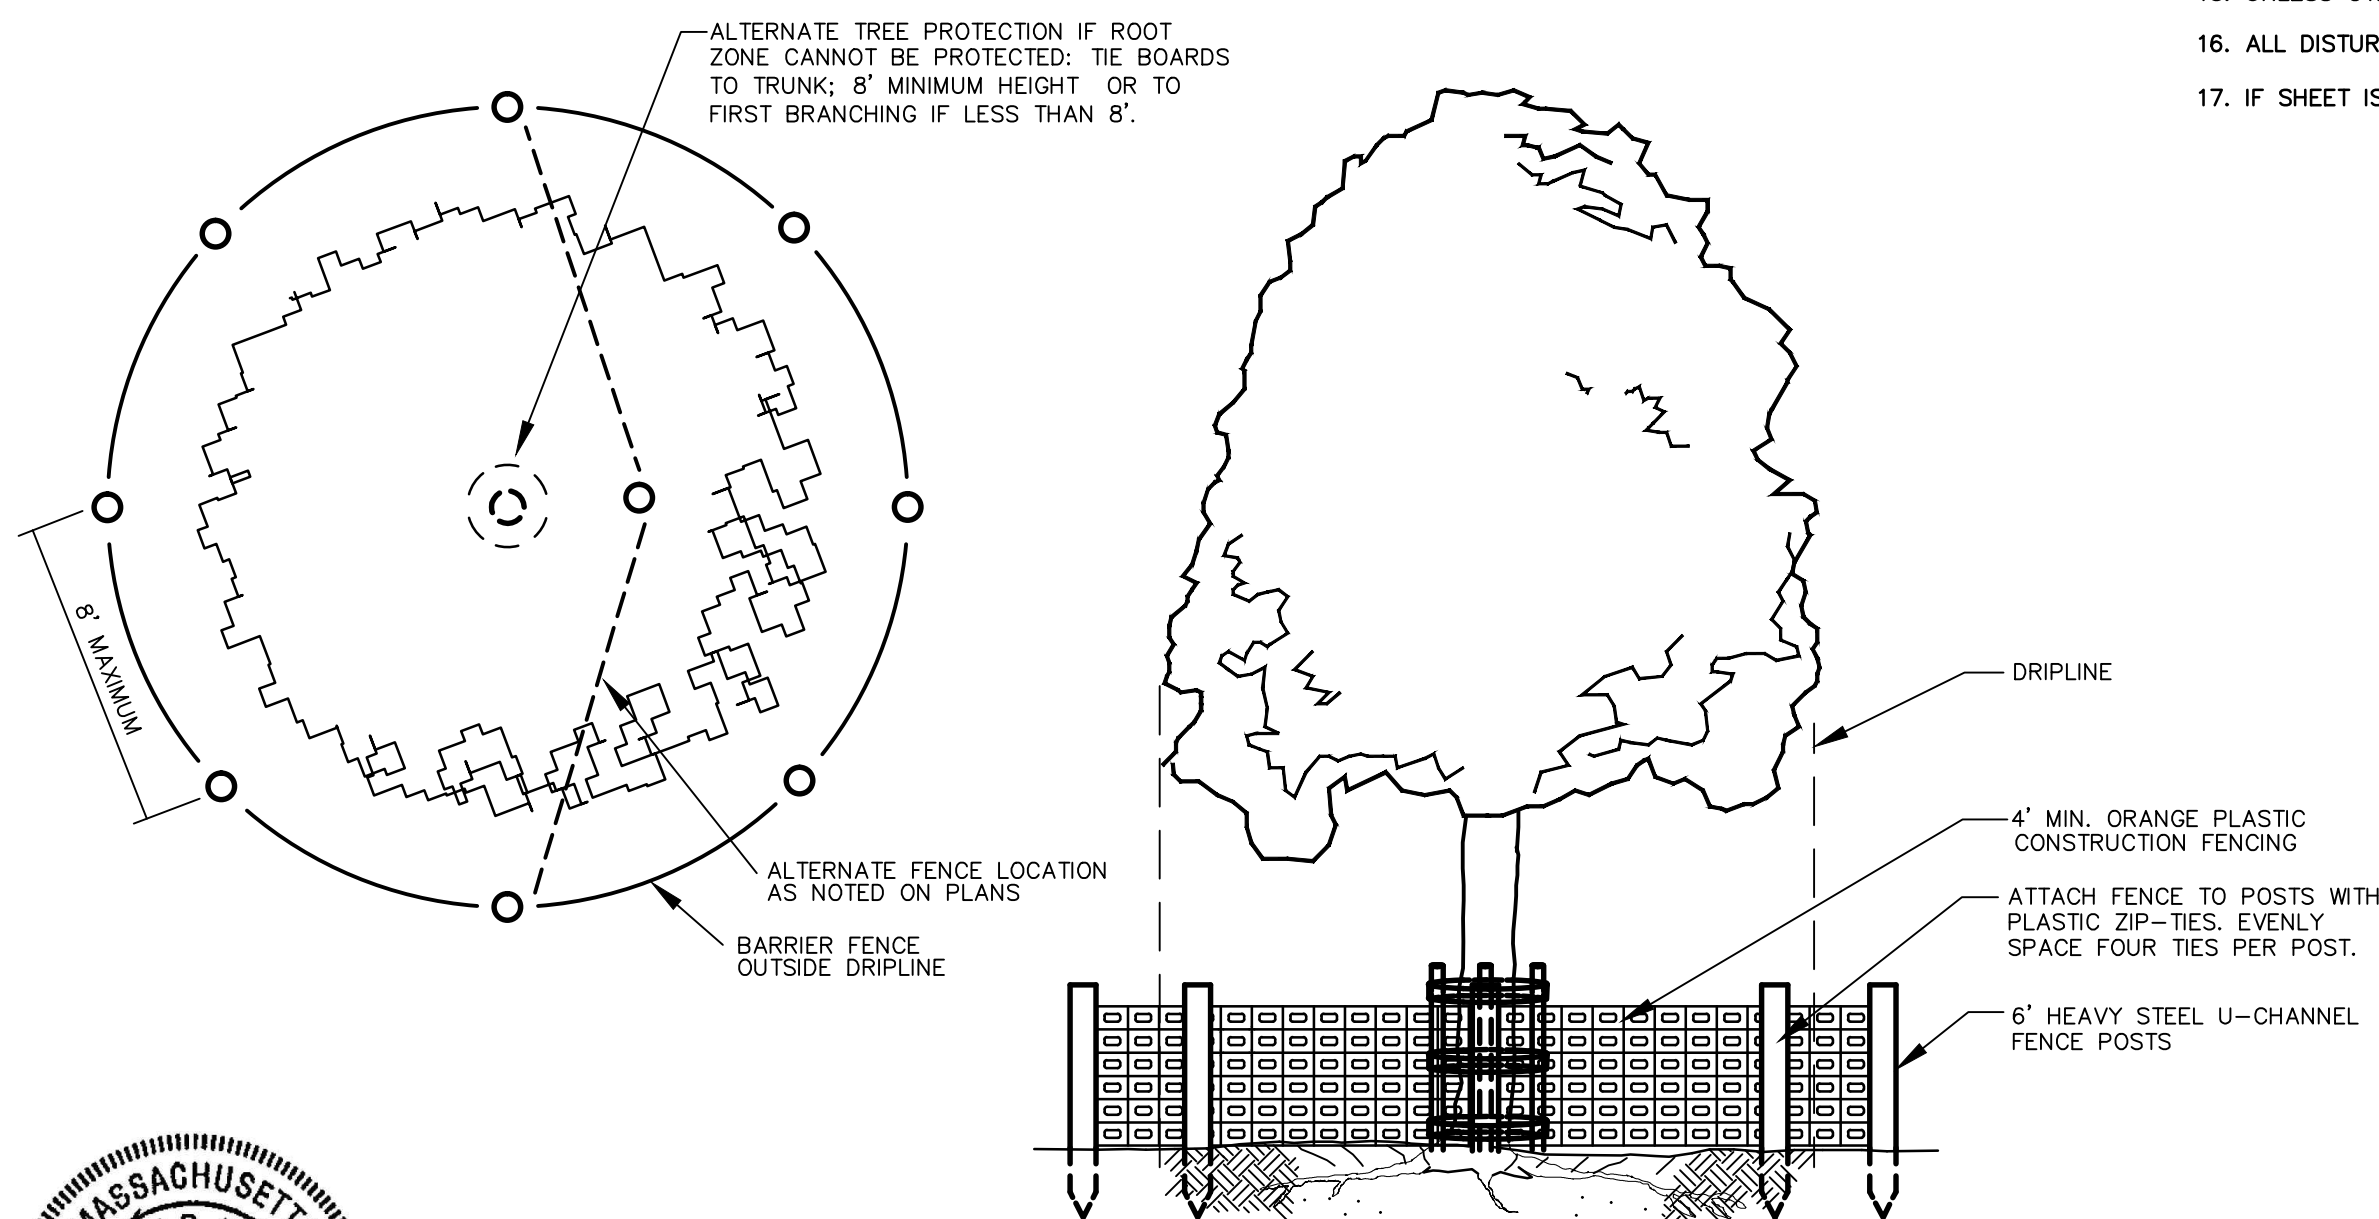 ALTERNATE TREE PROTECTION IF ROOT
ZONE CANNOT BE PROTECTED: TIE BOARDS
TO TRUNK; 8' MINIMUM HEIGHT OR TO
FIRST BRANCHING IF LESS THAN 8'.
16. ALL DISTUR
17. IF SHEET IS
8' MAXIMUM
ALTERNATE FENCE LOCATION
AS NOTED ON PLANS
BARRIER FENCE
OUTSIDE DRIPLINE
DRIPLINE
4' MIN. ORANGE PLASTIC
CONSTRUCTION FENCING
ATTACH FENCE TO POSTS WITH
PLASTIC ZIP-TIES. EVENLY
SPACE FOUR TIES PER POST.
6' HEAVY STEEL U-CHANNEL
FENCE POSTS
MASSACHUSETT